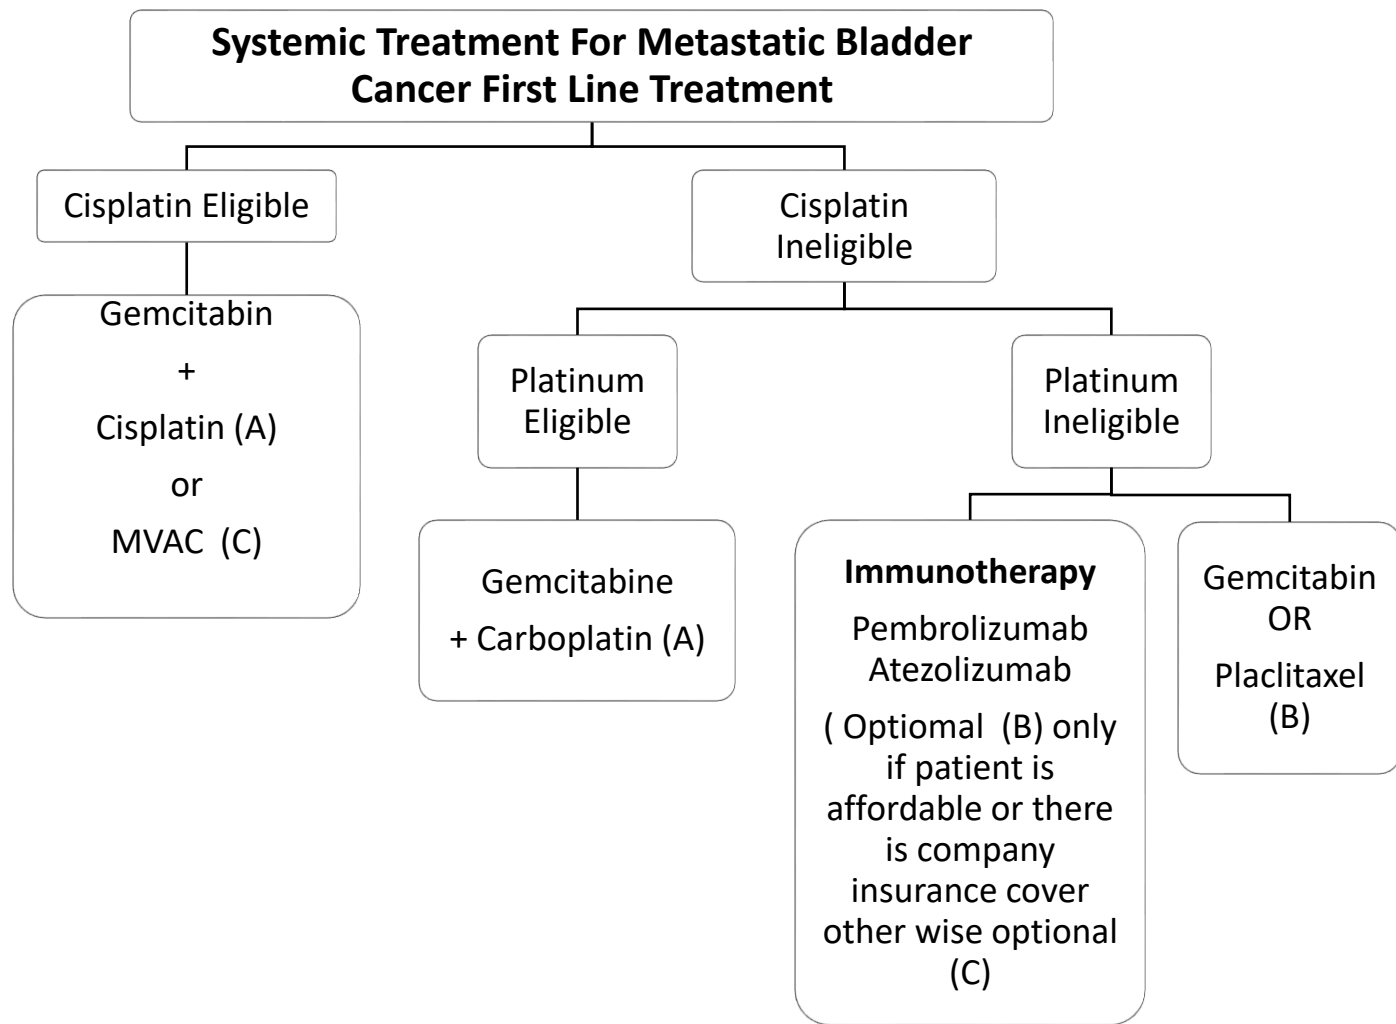 Systemic Treatment For Metastatic Bladder
Cancer First Line Treatment
Cisplatin Eligible
Gemcitabin
+
Cisplatin (A)
or
MVAC (C)
Cisplatin
Ineligible
Platinum
Eligible
Gemcitabine
+ Carboplatin (A)
Platinum
Ineligible
Immunotherapy
Pembrolizumab
Atezolizumab
( Optiomal (B) only
if patient is
affordable or there
is company
insurance cover
other wise optional
(C)
Gemcitabin
OR
Placlitaxel
(B)